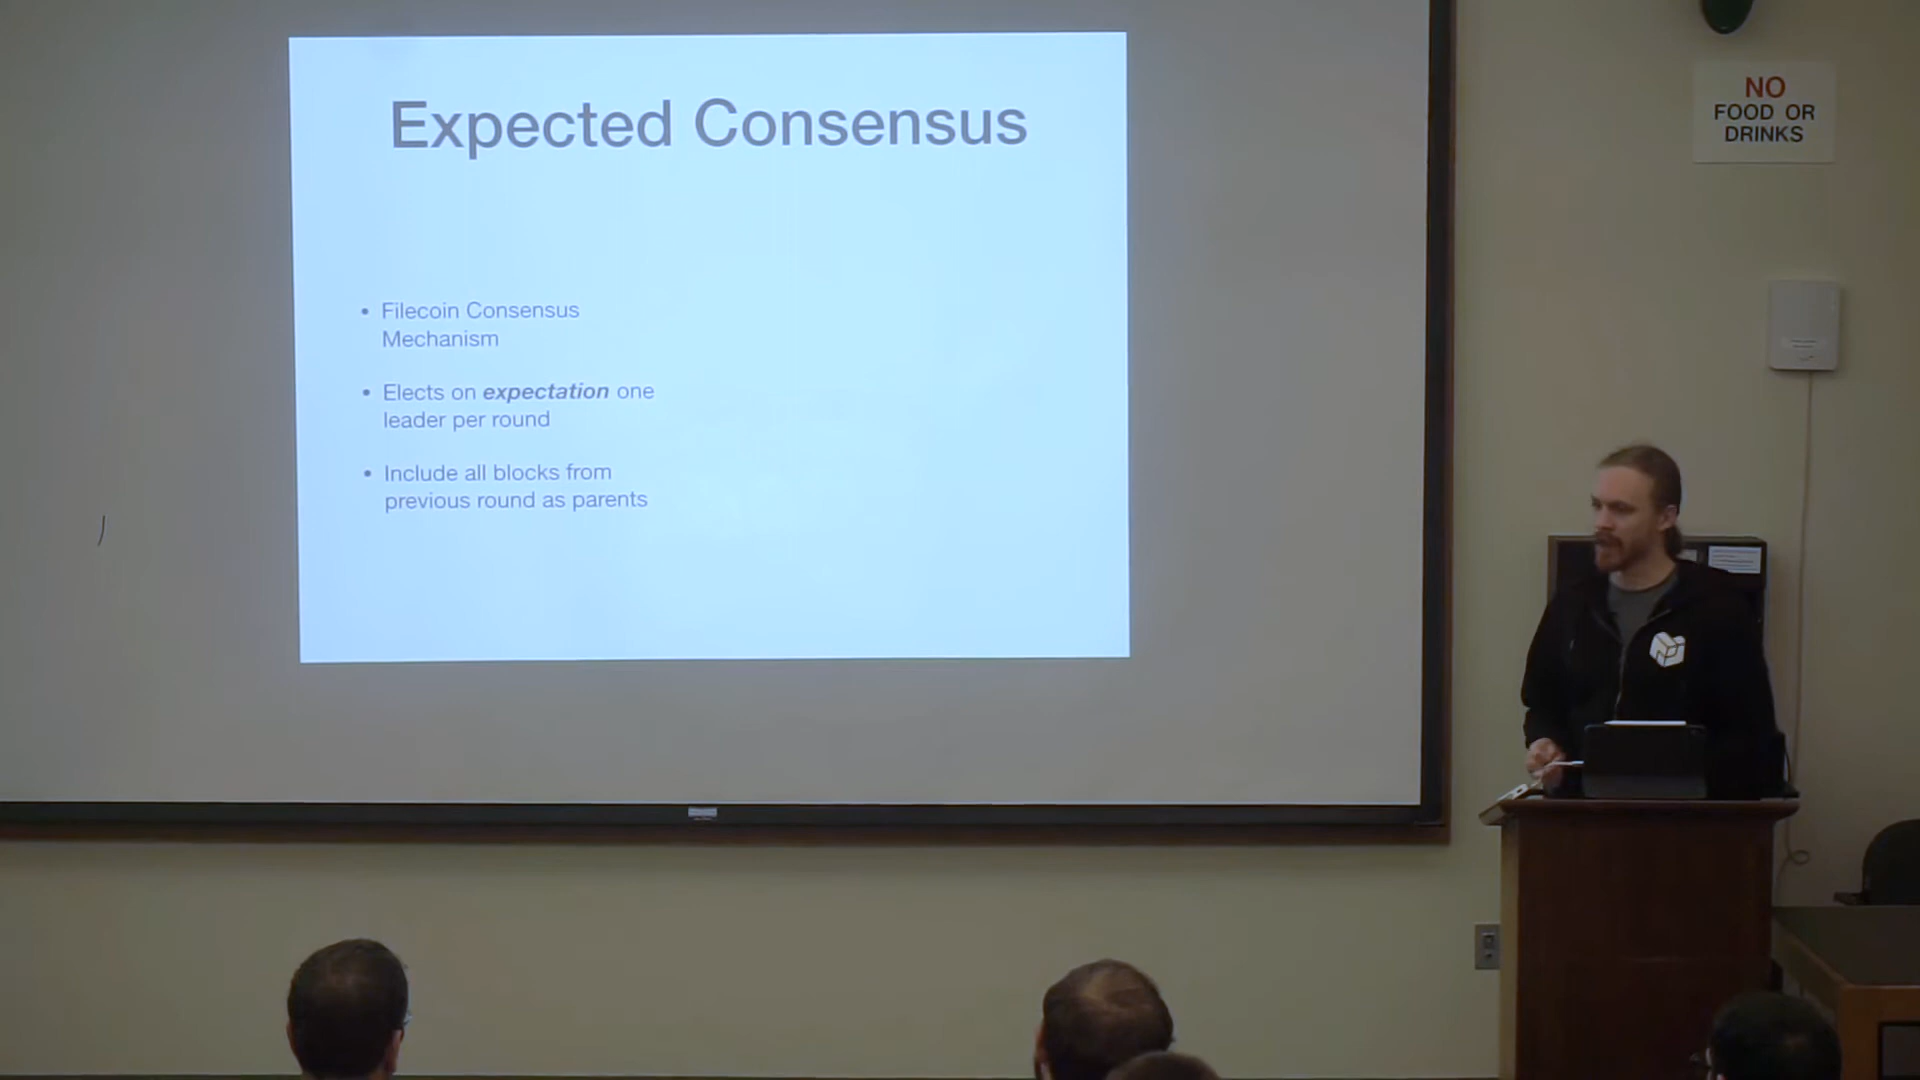 Expected Consensus
• Filecoin Consensus
Mechanism
• Elects on expectation one
leader per round
• Include all blocks from
previous round as parents
NO
FOOD OR
DRINKS